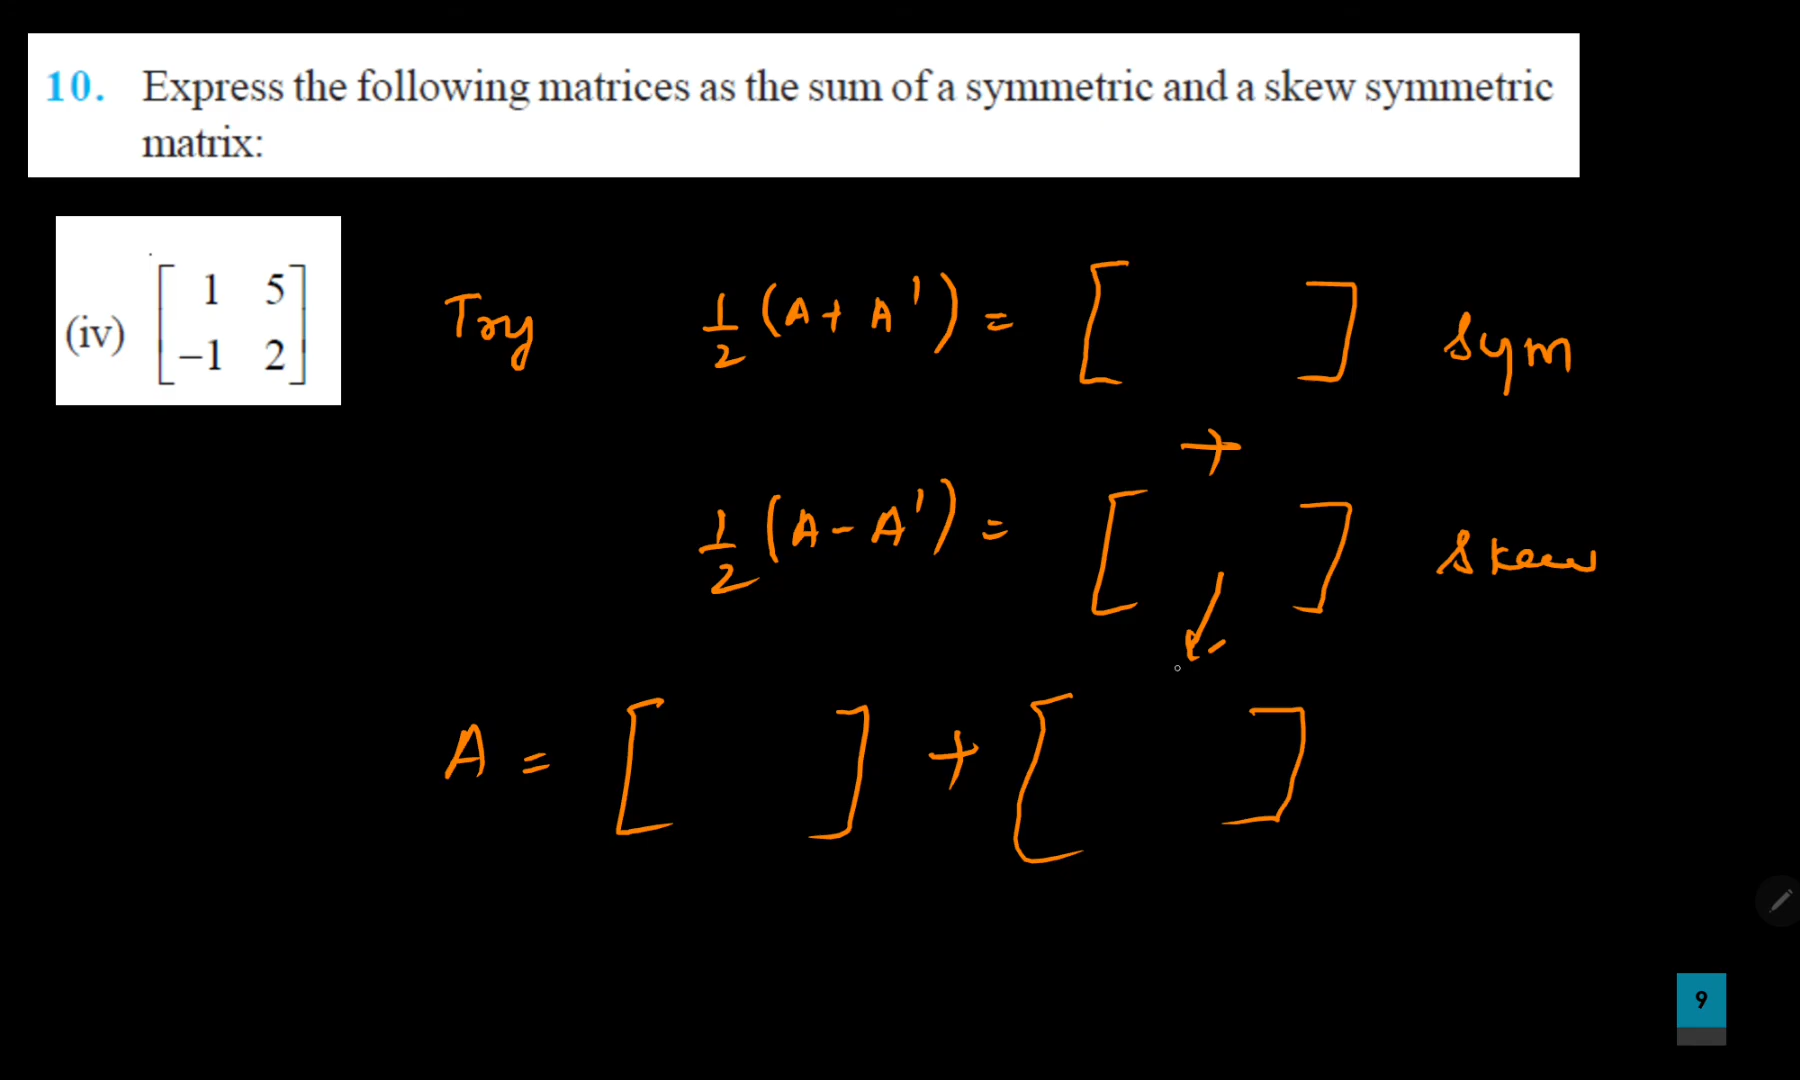 10. Express the following matrices as the sum of a symmetric and a skew symmetric
matrix:
(iv) [ 1 5
-1 2 ]
Try 1/2 (A + A') = [ ] Sym
+
1/2 (A - A') = [ ] Skew
A = [ ] + [ ]
9